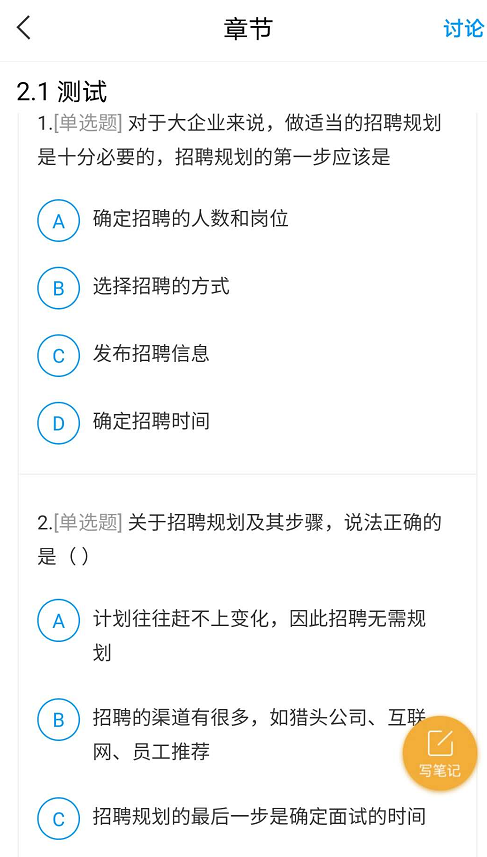 章节
讨论
2.1 测试
1.[单选题] 对于大企业来说，做适当的招聘规划
是十分必要的，招聘规划的第一步应该是
A 确定招聘的人数和岗位
B 选择招聘的方式
C 发布招聘信息
D 确定招聘时间
2.[单选题] 关于招聘规划及其步骤，说法正确的
是（ ）
A 计划往往赶不上变化，因此招聘无需规
划
B 招聘的渠道有很多，如猎头公司、互联
网、员工推荐
写笔记
C 招聘规划的最后一步是确定面试的时间